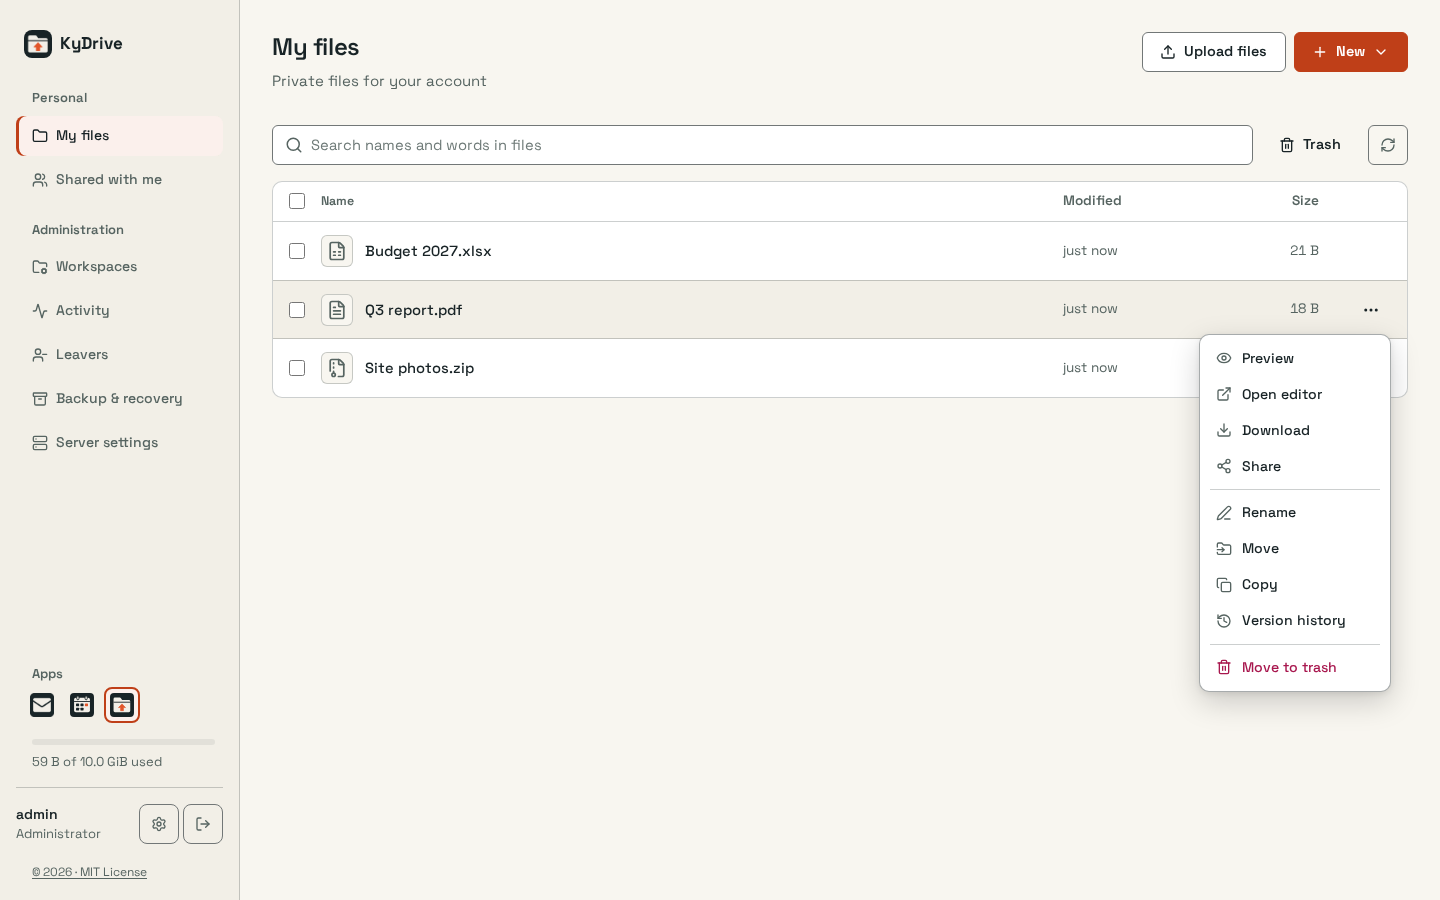 KyDrive
Personal
My files
Shared with me
Administration
Workspaces
Activity
Leavers
Backup & recovery
Server settings
Apps
59 B of 10.0 GiB used
admin
Administrator
© 2026 · MIT License
My files
Private files for your account
Upload files
New
Search names and words in files
Trash
Name Modified Size
Budget 2027.xlsx just now 21 B
Q3 report.pdf just now 18 B
Site photos.zip just now
Preview
Open editor
Download
Share
Rename
Move
Copy
Version history
Move to trash